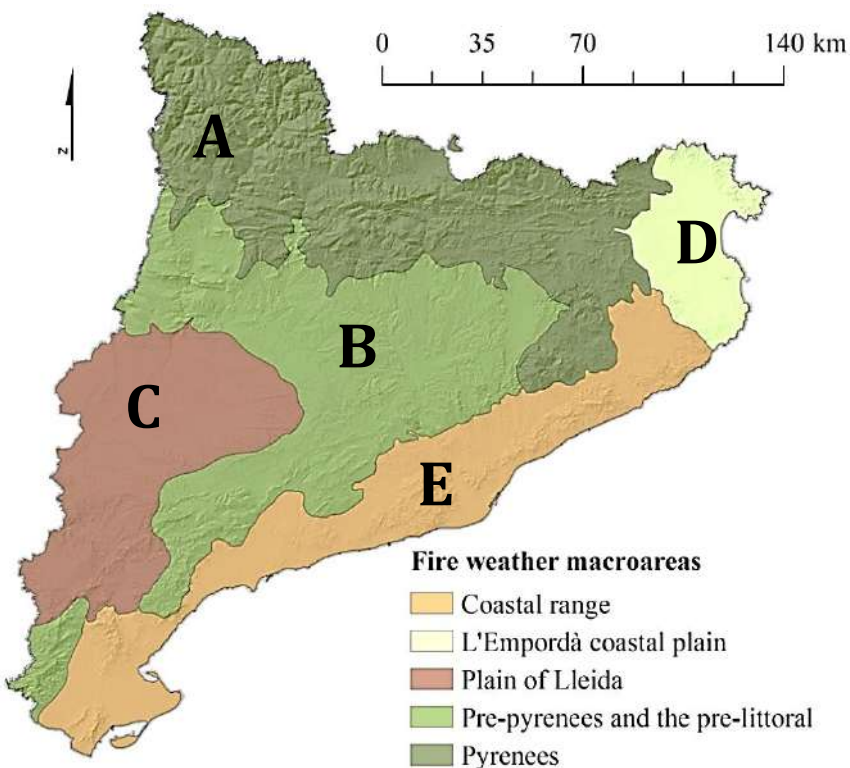 0 35 70 140 km
N
A
D
B
C
E
Fire weather macroareas
Coastal range
L'Empordà coastal plain
Plain of Lleida
Pre-pyrenees and the pre-littoral
Pyrenees